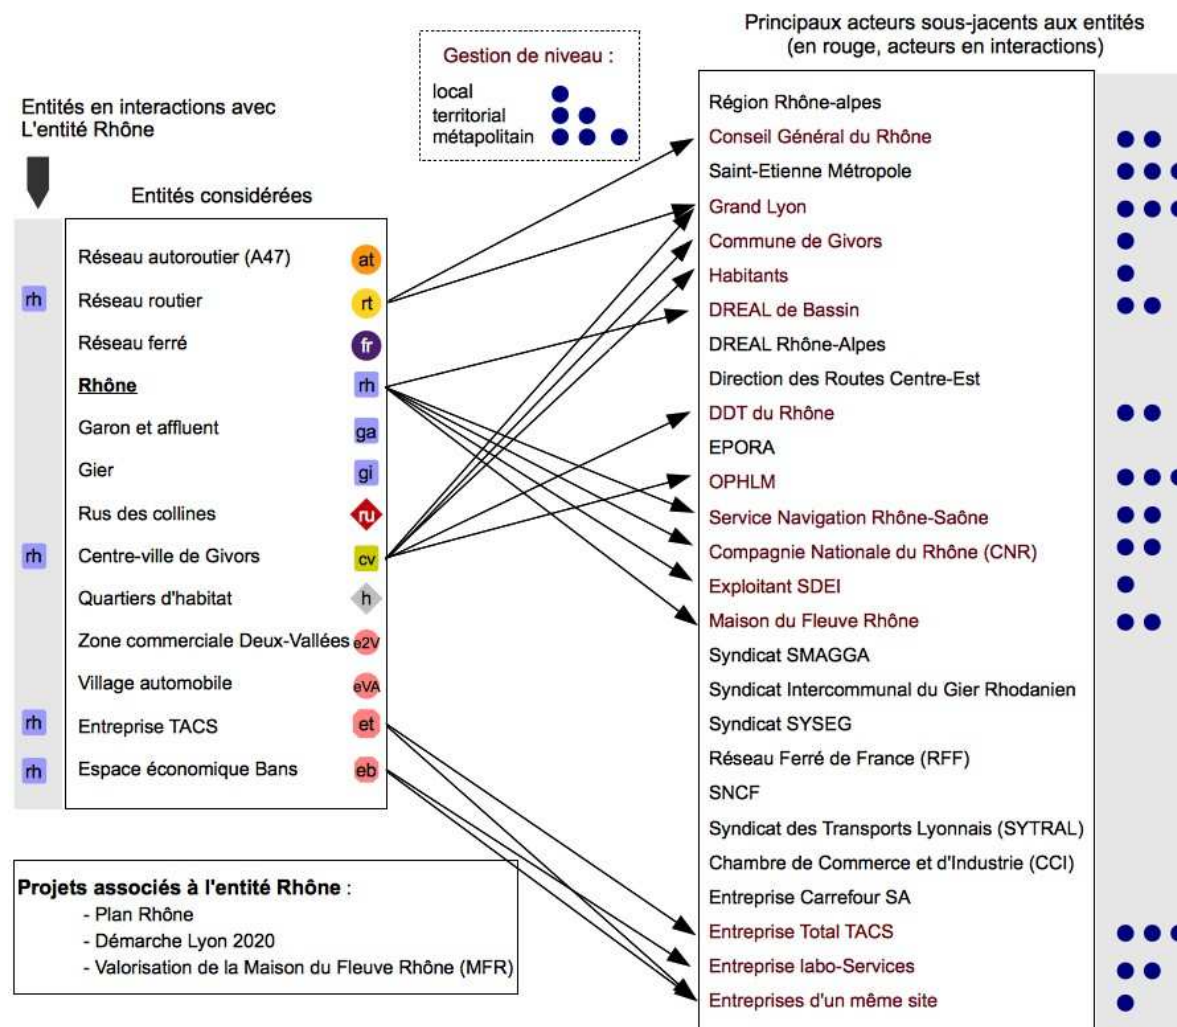 Principaux acteurs sous-jacents aux entités
(en rouge, acteurs en interactions)
Gestion de niveau :
local
territorial
métapolitain
Entités en interactions avec
L'entité Rhône
Entités considérées
Réseau autoroutier (A47) at
rh Réseau routier rt
Réseau ferré fr
Rhône rh
Garon et affluent ga
Gier gi
Rus des collines ru
rh Centre-ville de Givors cv
Quartiers d'habitat h
Zone commerciale Deux-Vallées e2V
Village automobile eVA
rh Entreprise TACS et
rh Espace économique Bans eb
Projets associés à l'entité Rhône :
- Plan Rhône
- Démarche Lyon 2020
- Valorisation de la Maison du Fleuve Rhône (MFR)
Région Rhône-alpes
Conseil Général du Rhône
Saint-Etienne Métropole
Grand Lyon
Commune de Givors
Habitants
DREAL de Bassin
DREAL Rhône-Alpes
Direction des Routes Centre-Est
DDT du Rhône
EPORA
OPHLM
Service Navigation Rhône-Saône
Compagnie Nationale du Rhône (CNR)
Exploitant SDEI
Maison du Fleuve Rhône
Syndicat SMAGGA
Syndicat Intercommunal du Gier Rhodanien
Syndicat SYSEG
Réseau Ferré de France (RFF)
SNCF
Syndicat des Transports Lyonnais (SYTRAL)
Chambre de Commerce et d'Industrie (CCI)
Entreprise Carrefour SA
Entreprise Total TACS
Entreprise labo-Services
Entreprises d'un même site